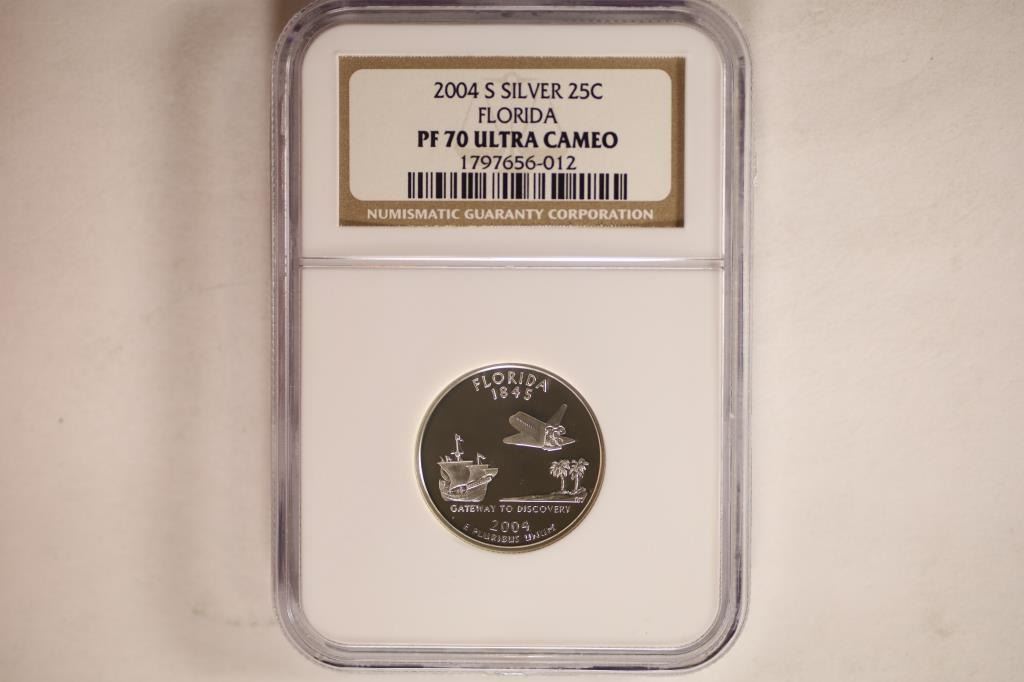 2004 S SILVER 25C
FLORIDA
PF 70 ULTRA CAMEO
1797656-012
NUMISMATIC GUARANTY CORPORATION
FLORIDA
1845
GATEWAY TO DISCOVERY
2004
E PLURIBUS UNUM